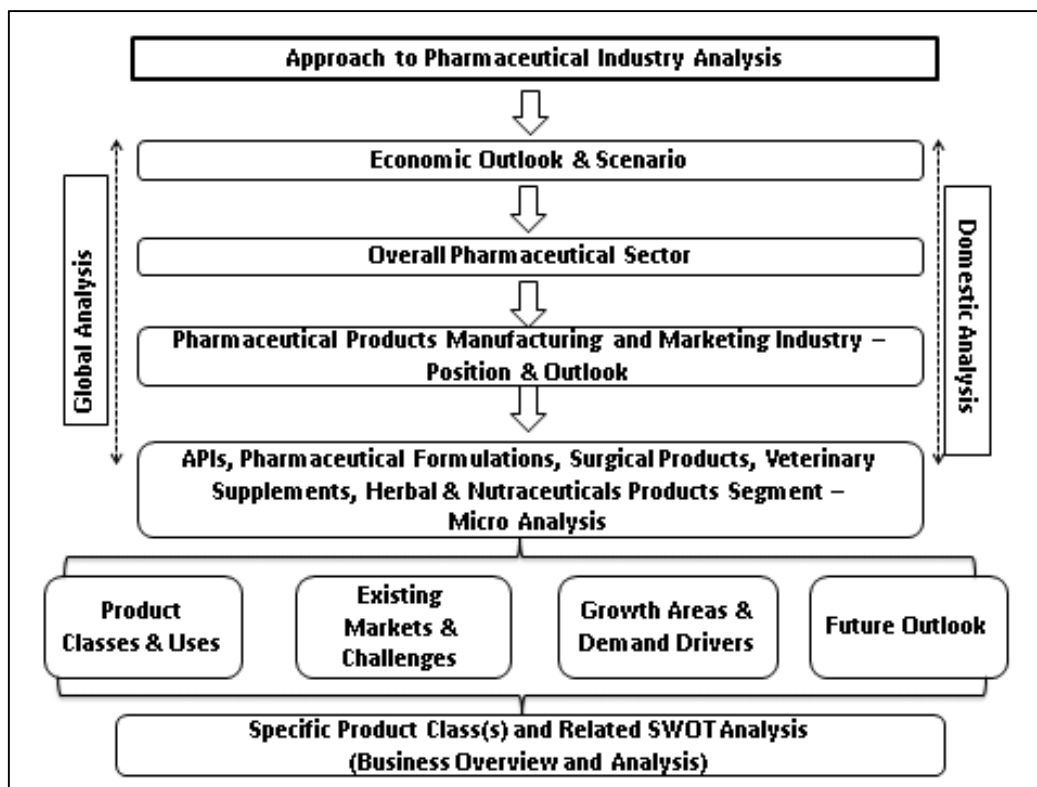 Approach to Pharmaceutical Industry Analysis
Economic Outlook & Scenario
Overall Pharmaceutical Sector
Global Analysis
Domestic Analysis
Pharmaceutical Products Manufacturing and Marketing Industry –
Position & Outlook
APIs, Pharmaceutical Formulations, Surgical Products, Veterinary
Supplements, Herbal & Nutraceuticals Products Segment –
Micro Analysis
Product
Classes & Uses
Existing
Markets &
Challenges
Growth Areas &
Demand Drivers
Future Outlook
Specific Product Class(s) and Related SWOT Analysis
(Business Overview and Analysis)